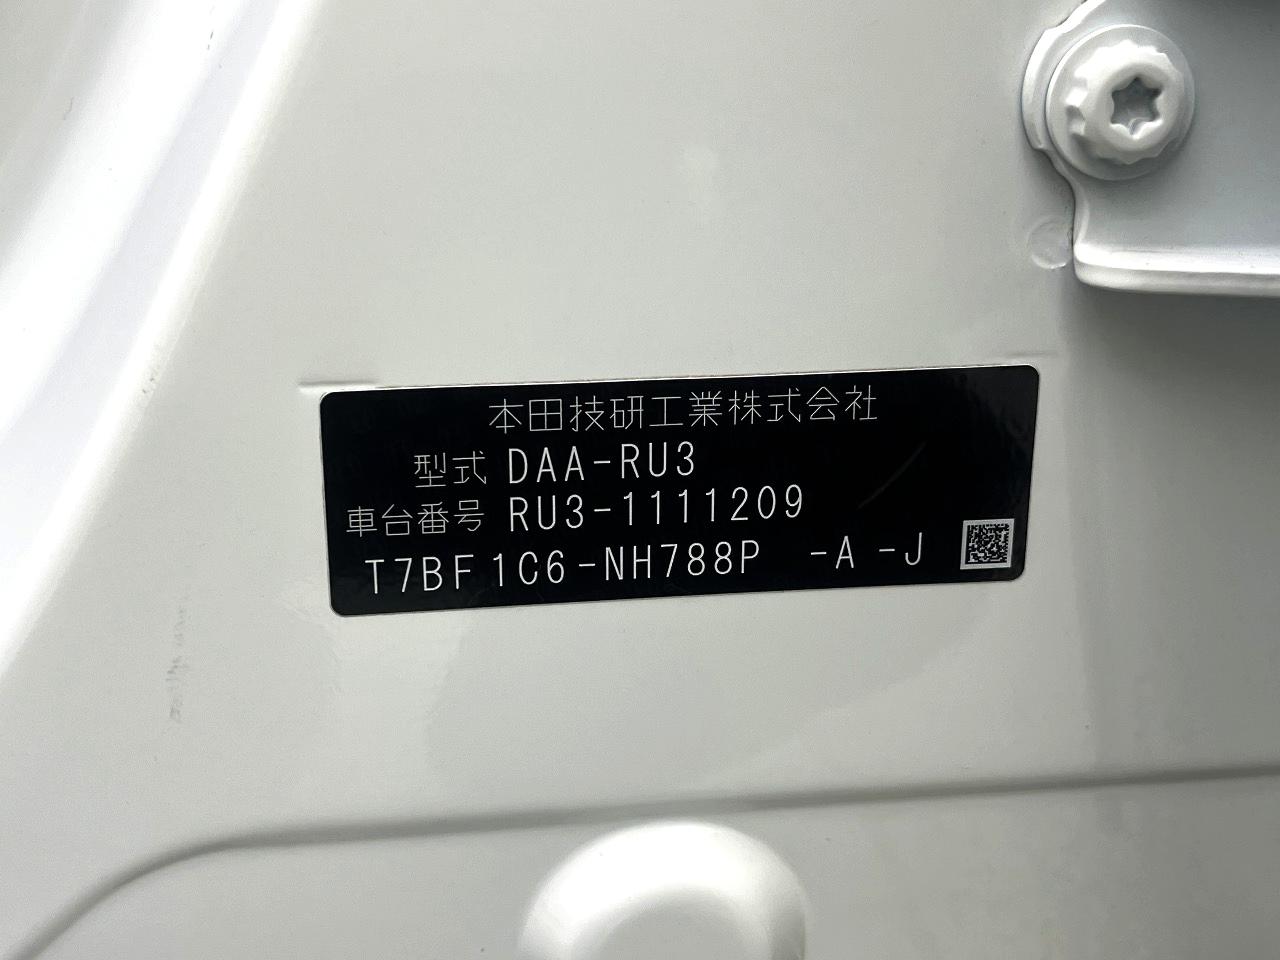 本田技研工業株式会社
型式 DAA-RU3
車台番号 RU3-1111209
T7BF1C6-NH788P -A -J